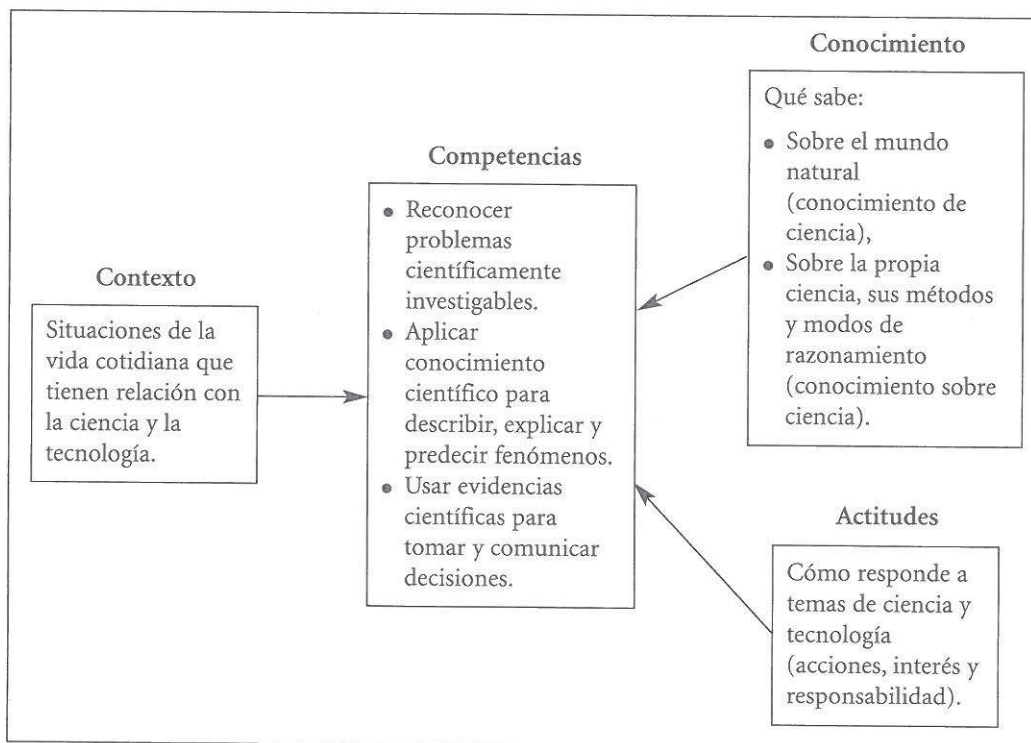 Conocimiento
Qué sabe:
● Sobre el mundo
natural
(conocimiento de
ciencia),
● Sobre la propia
ciencia, sus métodos
y modos de
razonamiento
(conocimiento sobre
ciencia).
Competencias
● Reconocer
problemas
científicamente
investigables.
● Aplicar
conocimiento
científico para
describir, explicar y
predecir fenómenos.
● Usar evidencias
científicas para
tomar y comunicar
decisiones.
Contexto
Situaciones de la
vida cotidiana que
tienen relación con
la ciencia y la
tecnología.
Actitudes
Cómo responde a
temas de ciencia y
tecnología
(acciones, interés y
responsabilidad).